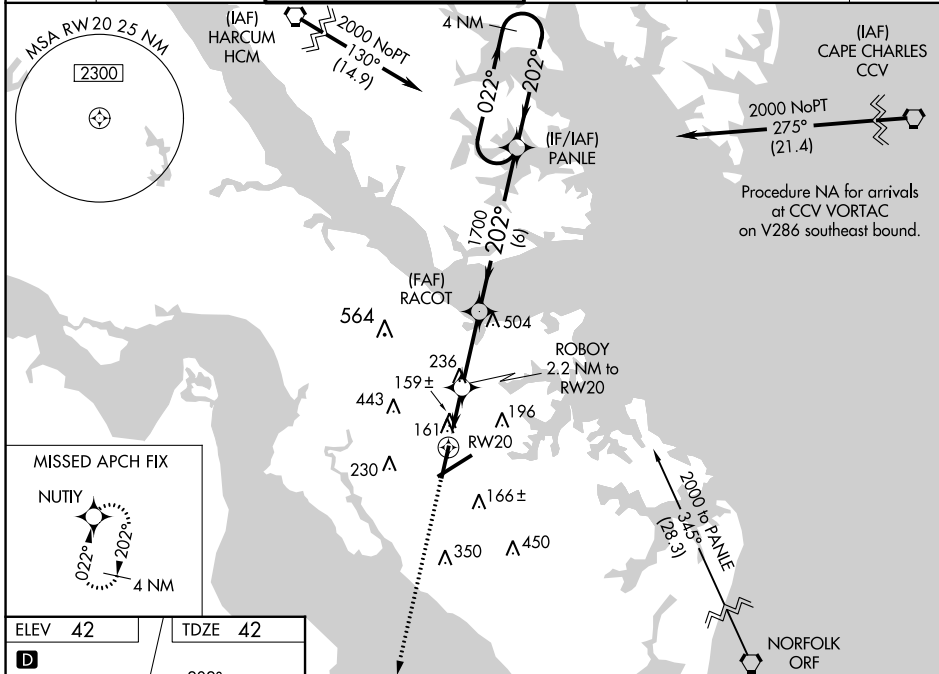 MSA RW 20 25 NM
2300
(IAF)
HARCUM
HCM
2000 NoPT
130°
(14.9)
4 NM
022°
202°
(IF/IAF)
PANLE
(IAF)
CAPE CHARLES
CCV
2000 NoPT
275°
(21.4)
Procedure NA for arrivals
at CCV VORTAC
on V286 southeast bound.
1700
202°
(6)
(FAF)
RACOT
564
504
236
ROBOY
2.2 NM to
RW20
159±
443
196
161
RW20
230
166±
350
450
MISSED APCH FIX
NUTIY
022°
202°
4 NM
2000 to PANLE
345°
(28.3)
NORFOLK
ORF
ELEV 42
TDZE 42
D